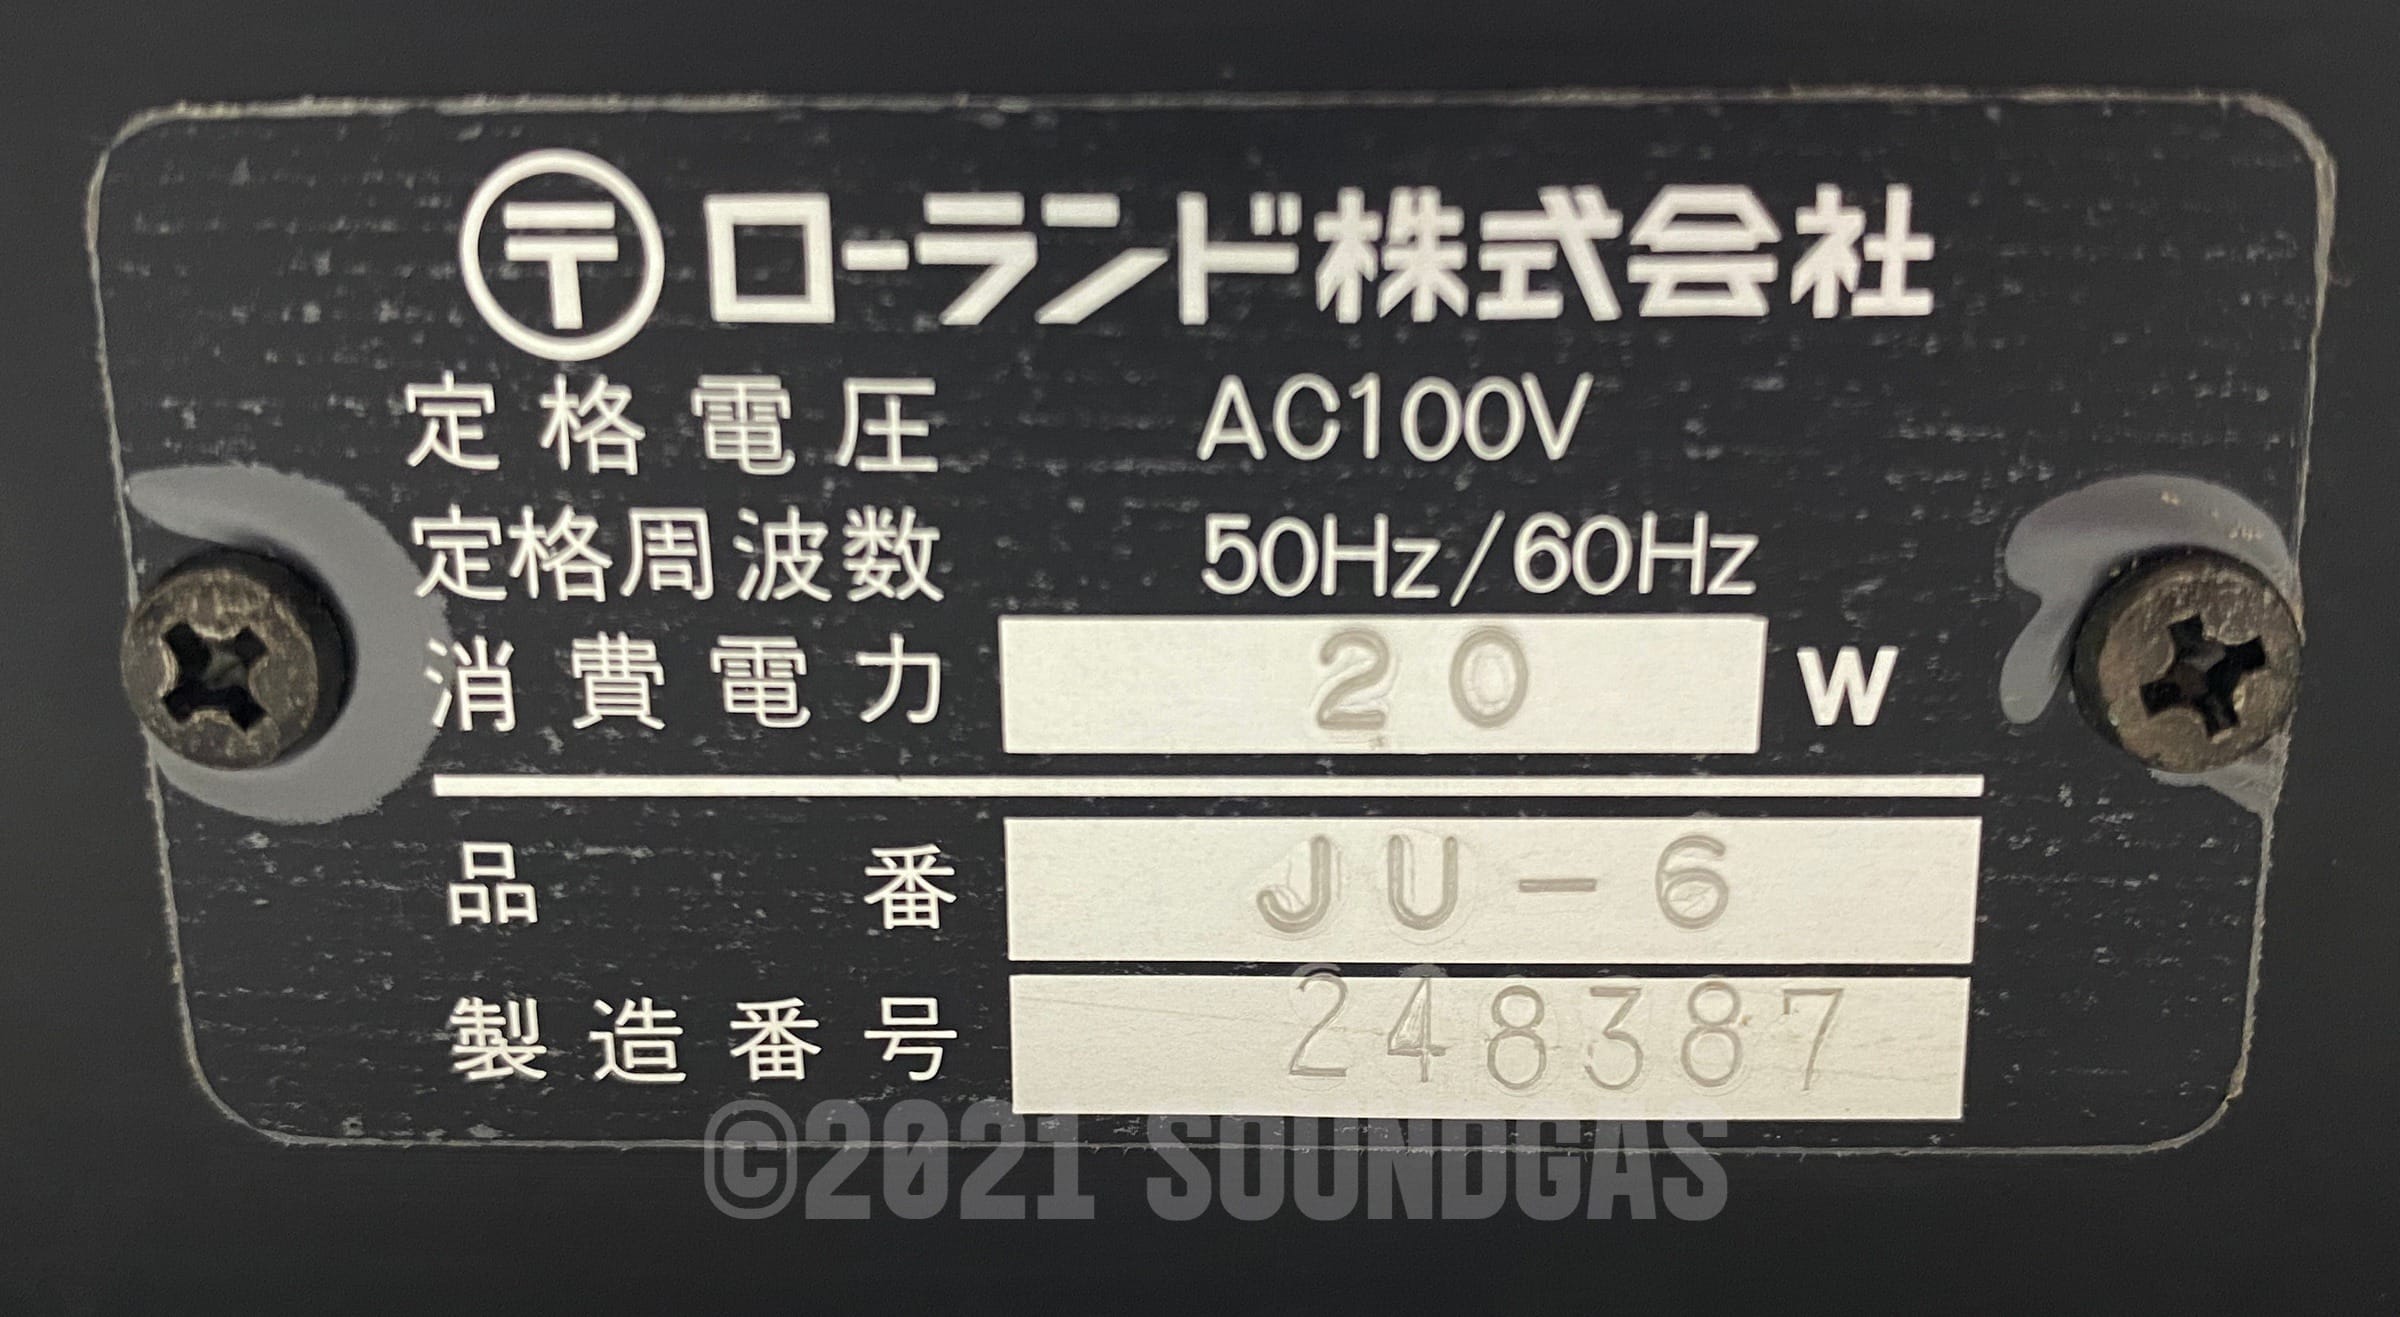 〶 ローランド株式会社
定格電圧 AC100V
定格周波数 50Hz/60Hz
消費電力 20 W
品番 JU-6
製造番号 248387
©2021 SOUNDGAS